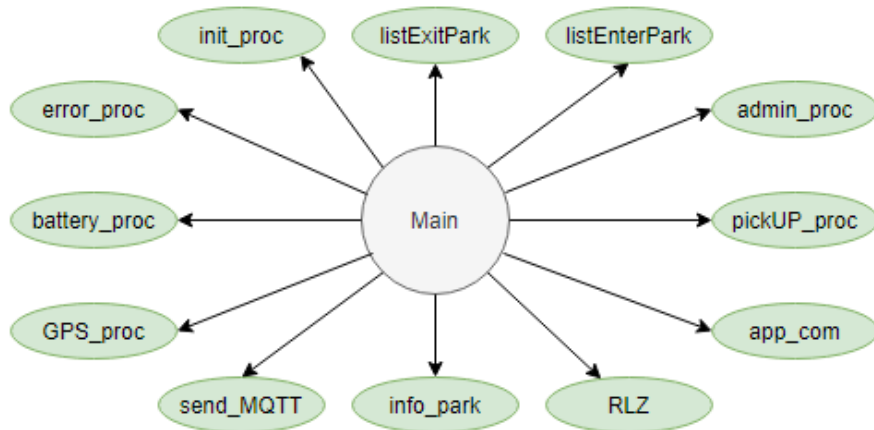 init_proc
listExitPark
listEnterPark
error_proc
admin_proc
battery_proc
Main
pickUP_proc
GPS_proc
app_com
send_MQTT
info_park
RLZ